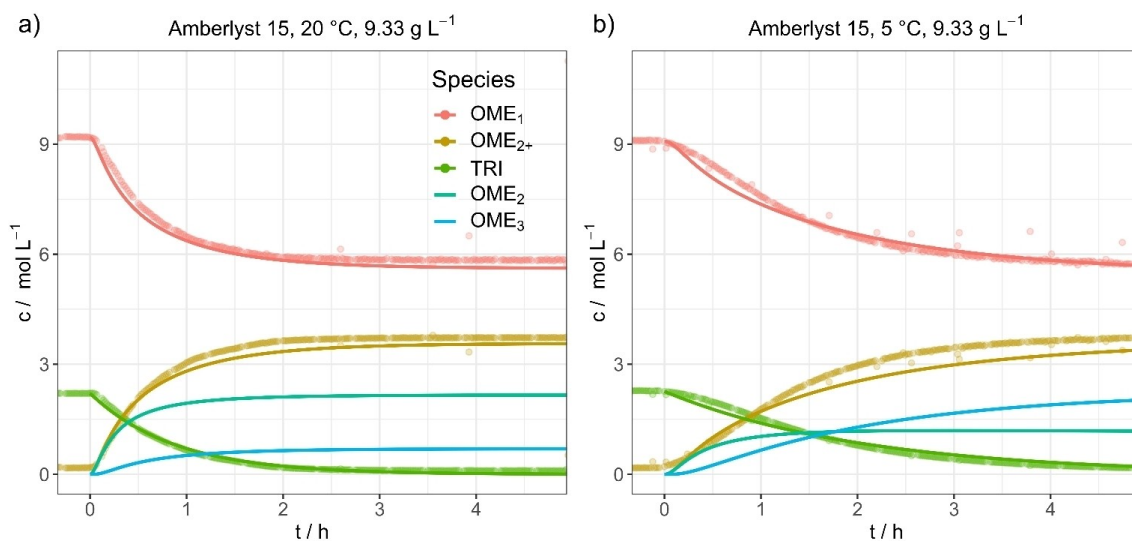 a) Amberlyst 15, 20 °C, 9.33 g L⁻¹
Species
OME₁
OME₂₊
TRI
OME₂
OME₃
c / mol L⁻¹
9
6
3
0
0 1 2 3 4
t / h
b) Amberlyst 15, 5 °C, 9.33 g L⁻¹
c / mol L⁻¹
9
6
3
0
0 1 2 3 4
t / h